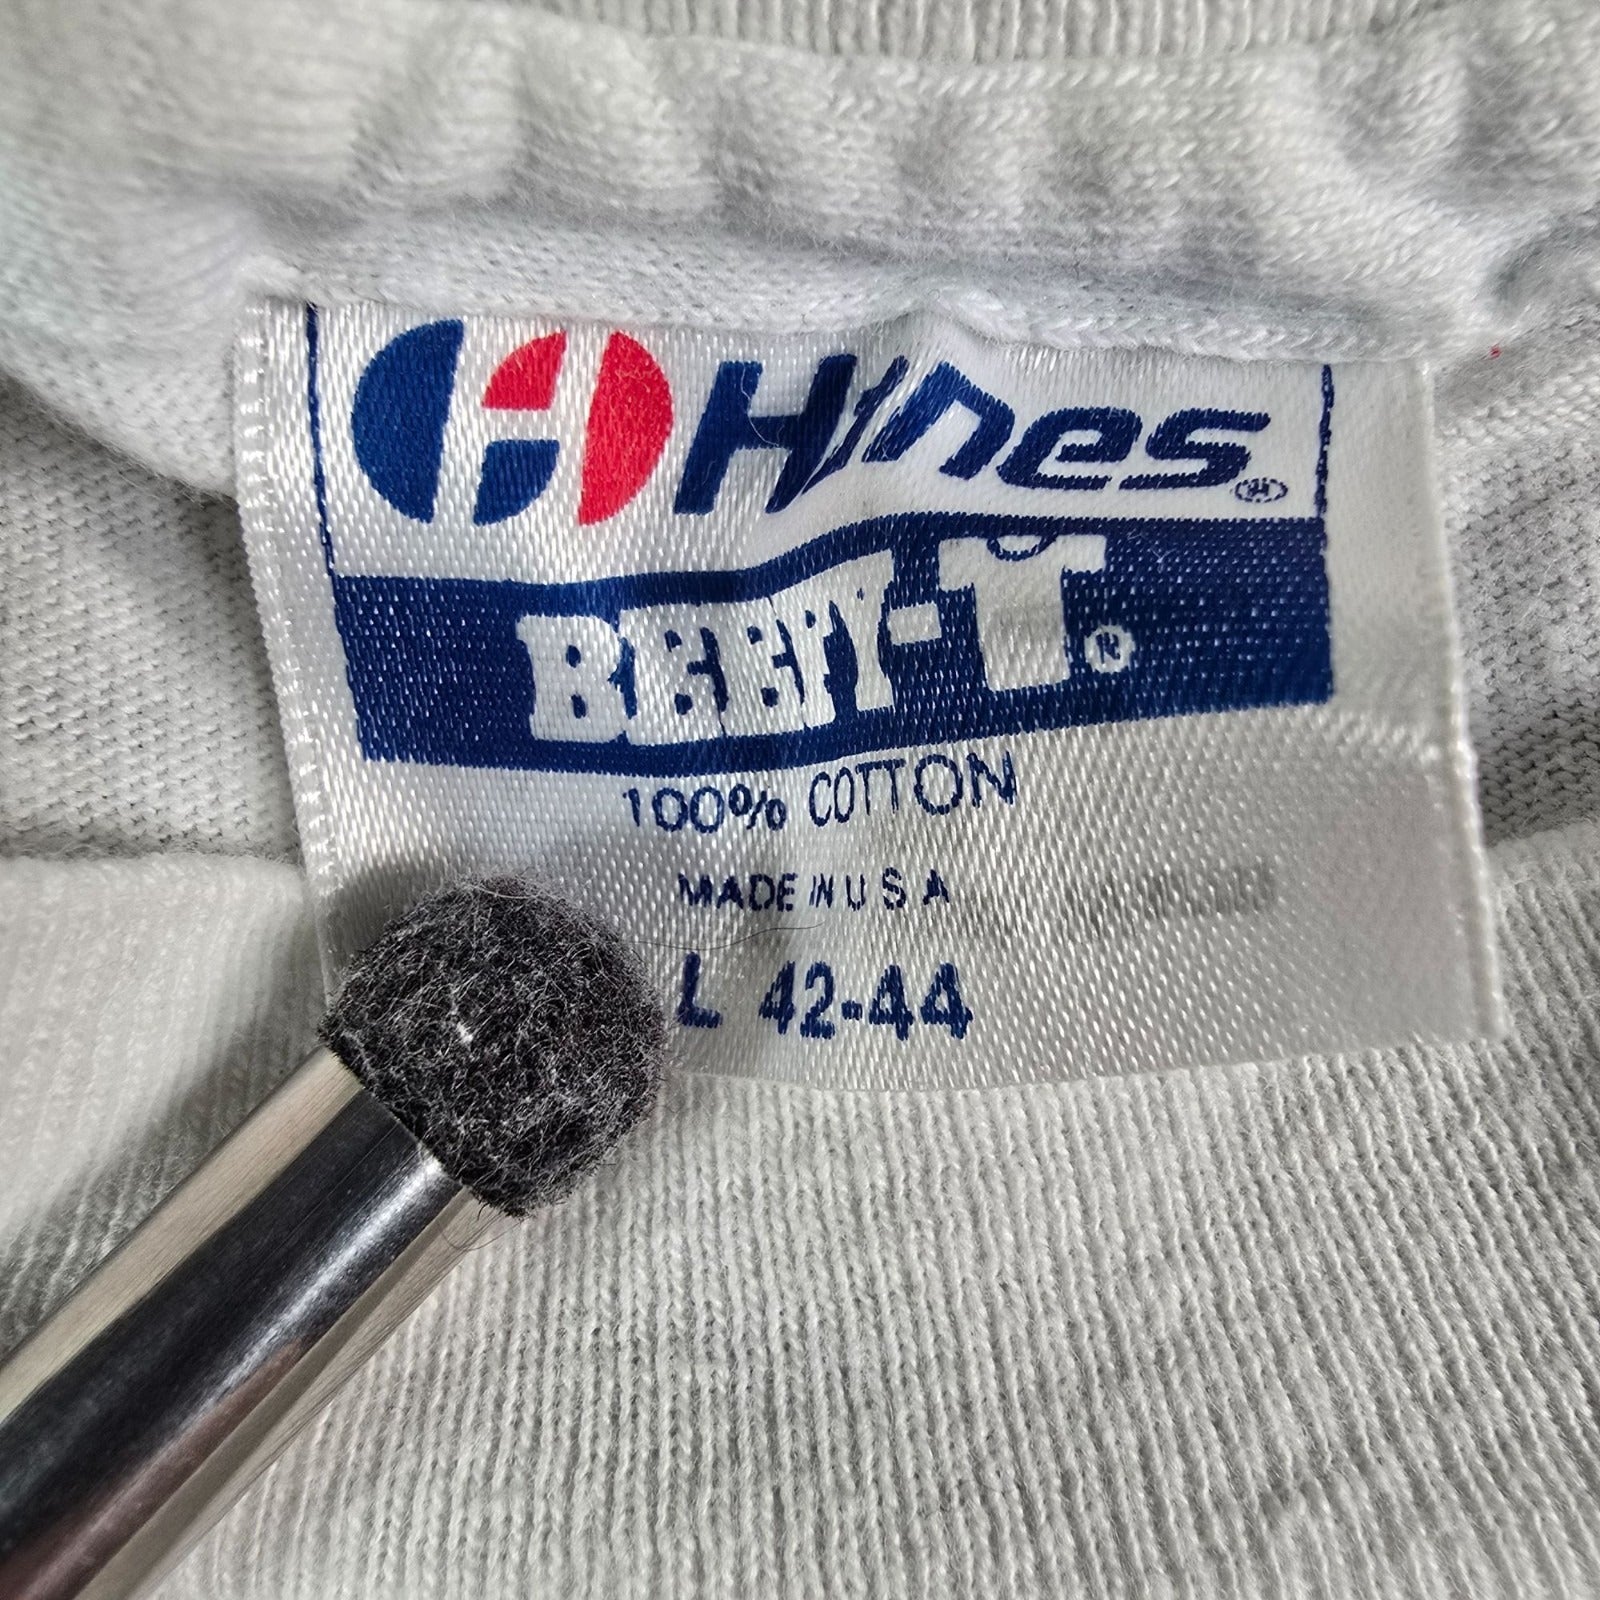 Hanes
BEEFY-T®
100% COTTON
MADE IN U S A
L 42-44